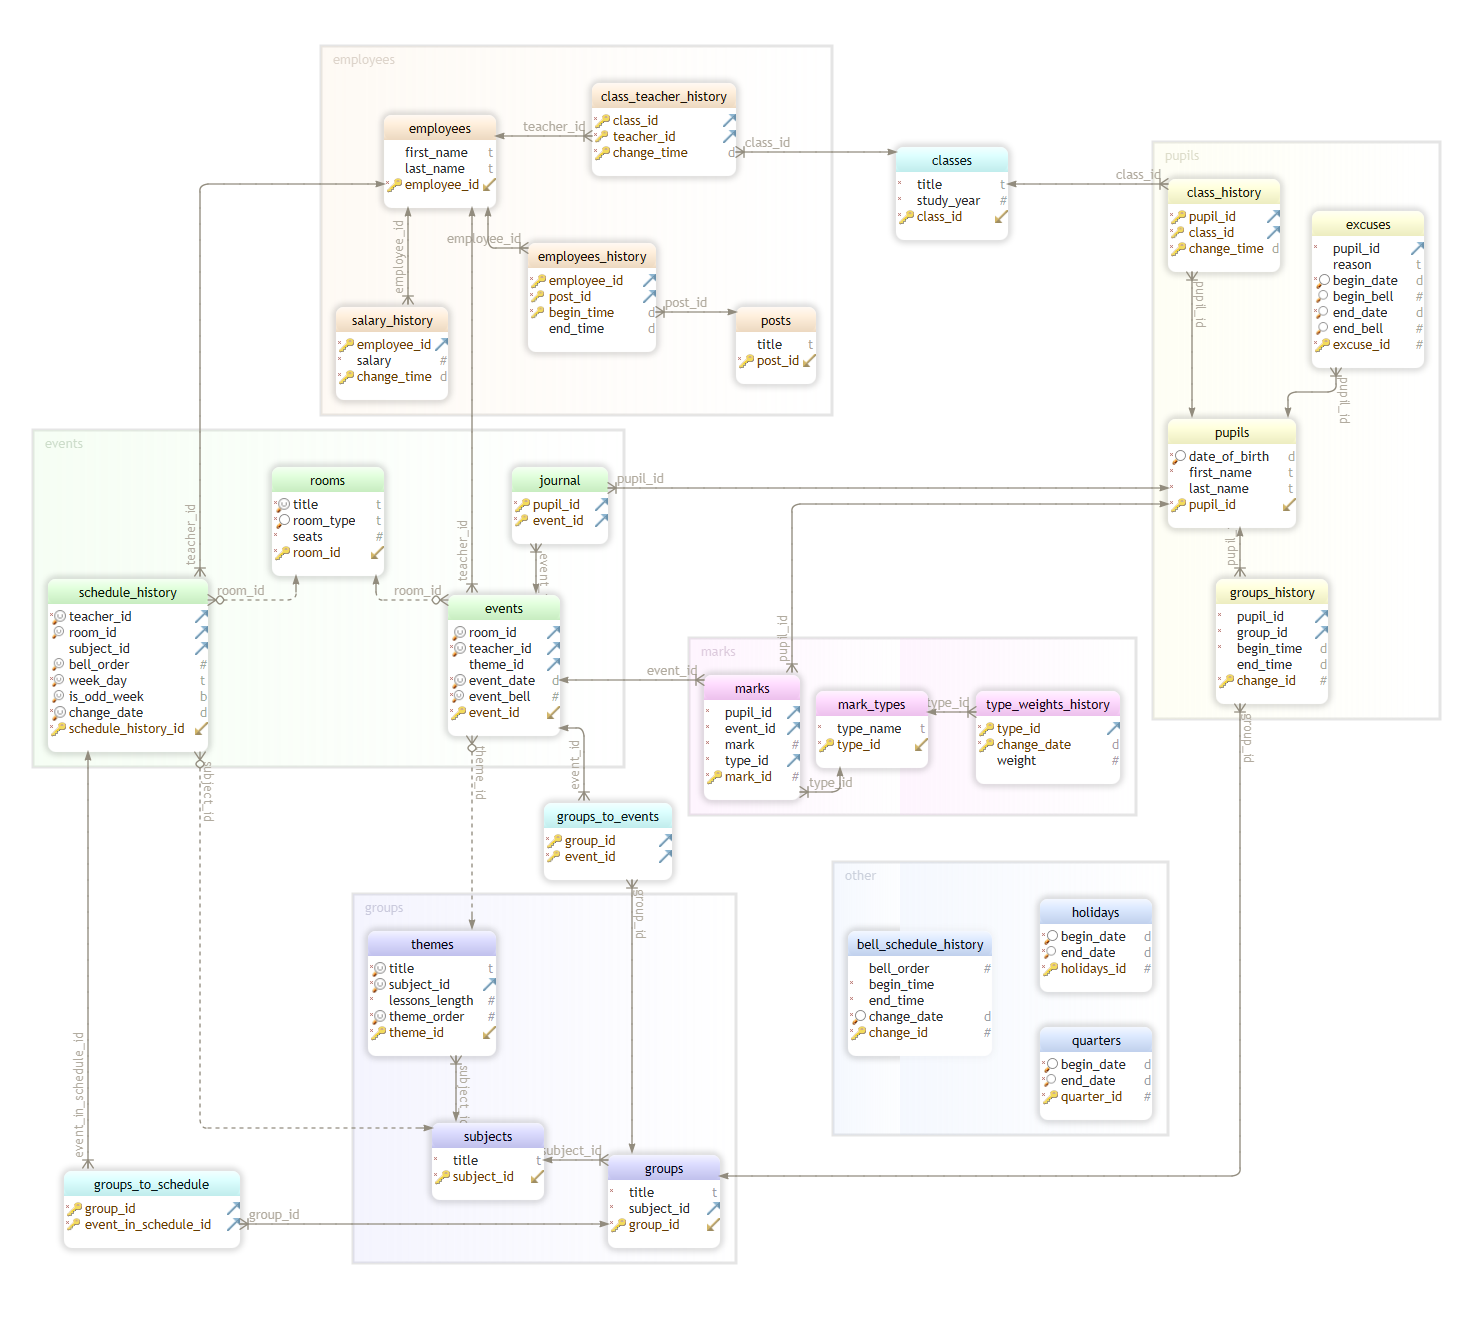 employees
class_teacher_history
class_id
teacher_id
change_time d
employees
first_name t
last_name t
employee_id
teacher_id
class_id
classes
title t
study_year #
class_id
class_id
pupils
class_history
pupil_id
class_id
change_time d
excuses
pupil_id
reason t
begin_date d
begin_bell #
end_date d
end_bell #
excuse_id #
employee_id
employee_id
employees_history
employee_id
post_id
begin_time d
end_time d
post_id
posts
title t
post_id
salary_history
employee_id
salary #
change_time d
pupil_id
pupil_id
pupils
date_of_birth d
first_name t
last_name t
pupil_id
events
rooms
title t
room_type t
seats #
room_id
journal
pupil_id
event_id
pupil_id
teacher_id
teacher_id
event
room_id
room_id
schedule_history
teacher_id
room_id
subject_id
bell_order #
week_day t
is_odd_week b
change_date d
schedule_history_id
events
room_id
teacher_id
theme_id
event_date d
event_bell #
event_id
groups_history
pupil_id
group_id
begin_time d
end_time d
change_id #
pupil_id
marks
event_id
marks
pupil_id
event_id
mark #
type_id
mark_id #
mark_types
type_name t
type_id
type_id
type_weights_history
type_id
change_date d
weight #
type_id
group_id
subject_id
theme_id
event_id
groups_to_events
group_id
event_id
group_id
groups
themes
title t
subject_id
lessons_length #
theme_order #
theme_id
other
bell_schedule_history
bell_order #
begin_time
end_time
change_date d
change_id #
holidays
begin_date d
end_date d
holidays_id #
quarters
begin_date d
end_date d
quarter_id #
event_in_schedule_id
subjects
title t
subject_id
subject_id
groups
title t
subject_id
group_id
groups_to_schedule
group_id
event_in_schedule_id
group_id